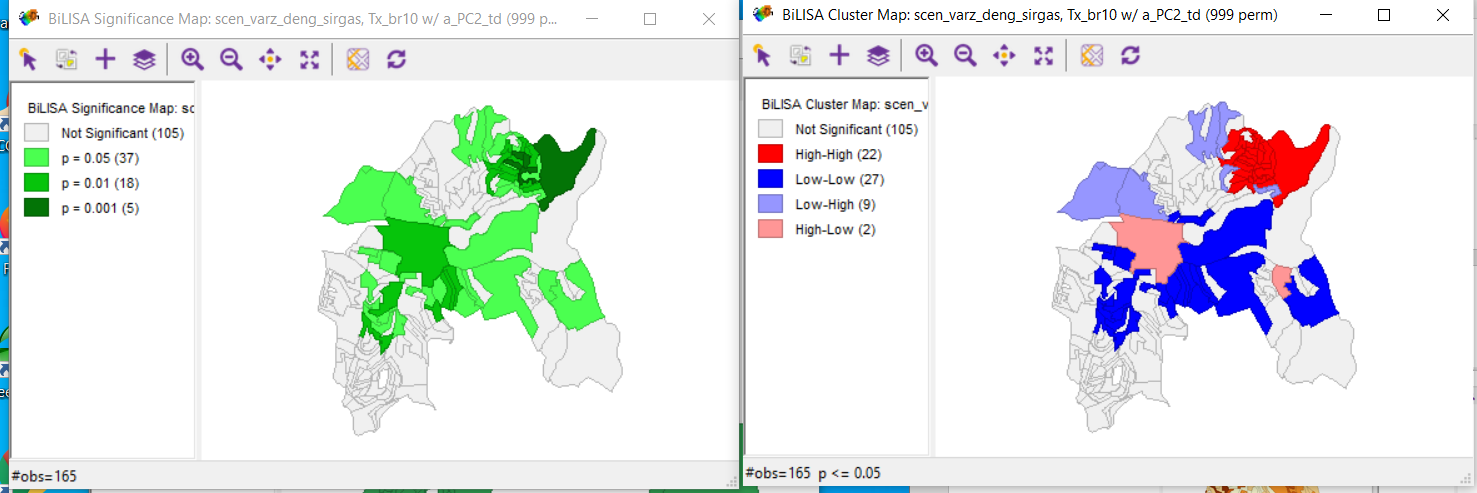 BiLISA Significance Map: scen_varz_deng_sirgas, Tx_br10 w/ a_PC2_td (999 p...
BiLISA Significance Map: sc
Not Significant (105)
p = 0.05 (37)
p = 0.01 (18)
p = 0.001 (5)
#obs=165
BiLISA Cluster Map: scen_varz_deng_sirgas, Tx_br10 w/ a_PC2_td (999 perm)
BiLISA Cluster Map: scen_v
Not Significant (105)
High-High (22)
Low-Low (27)
Low-High (9)
High-Low (2)
#obs=165 p <= 0.05